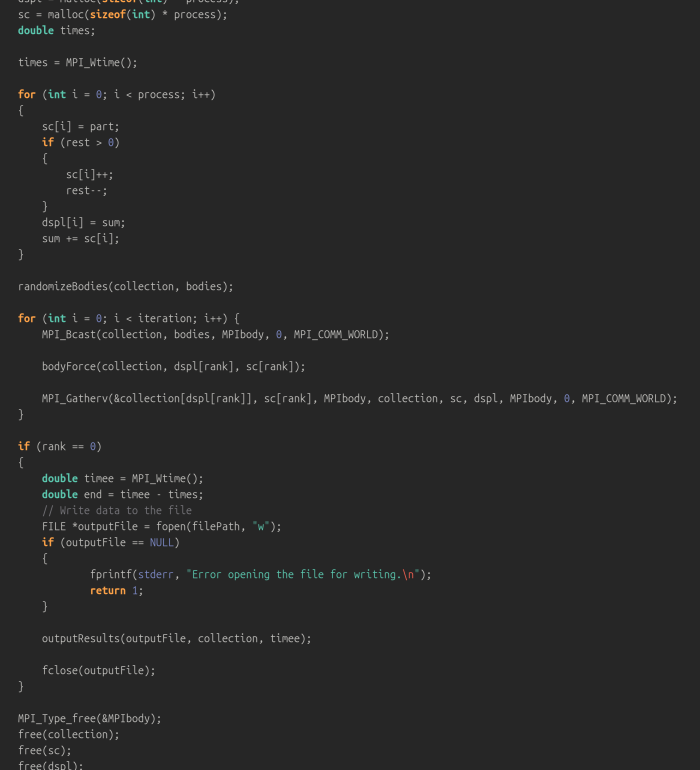 dspl = malloc(sizeof(int) * process);
sc = malloc(sizeof(int) * process);
double times;
times = MPI_Wtime();
for (int i = 0; i < process; i++)
{
sc[i] = part;
if (rest > 0)
{
sc[i]++;
rest--;
}
dspl[i] = sum;
sum += sc[i];
}
randomizeBodies(collection, bodies);
for (int i = 0; i < iteration; i++) {
MPI_Bcast(collection, bodies, MPIbody, 0, MPI_COMM_WORLD);
bodyForce(collection, dspl[rank], sc[rank]);
MPI_Gatherv(&collection[dspl[rank]], sc[rank], MPIbody, collection, sc, dspl, MPIbody, 0, MPI_COMM_WORLD);
}
if (rank == 0)
{
double timee = MPI_Wtime();
double end = timee - times;
// Write data to the file
FILE *outputFile = fopen(filePath, "w");
if (outputFile == NULL)
{
fprintf(stderr, "Error opening the file for writing.\n");
return 1;
}
outputResults(outputFile, collection, timee);
fclose(outputFile);
}
MPI_Type_free(&MPIbody);
free(collection);
free(sc);
free(dspl);